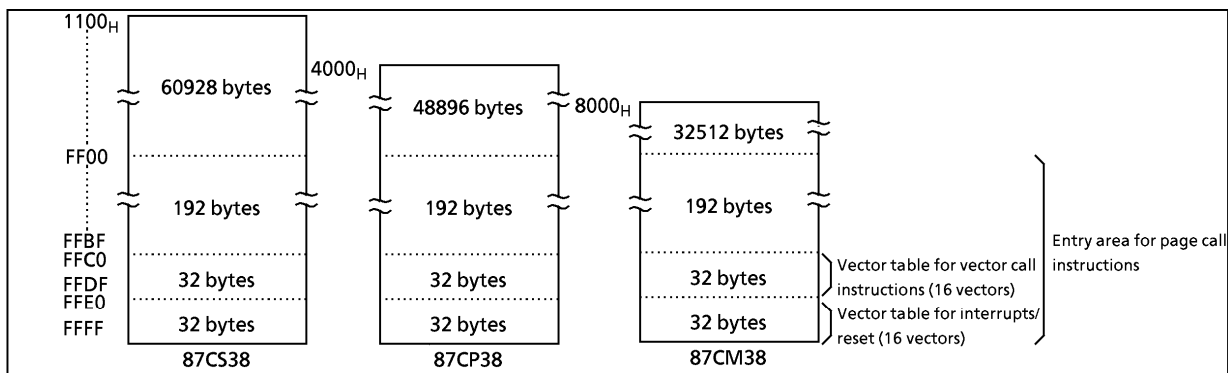 1100H
60928 bytes
4000H
48896 bytes
8000H
32512 bytes
FF00
192 bytes
192 bytes
192 bytes
FFBF
FFC0
FFDF
FFE0
FFFF
32 bytes
32 bytes
32 bytes
32 bytes
32 bytes
32 bytes
Vector table for vector call
instructions (16 vectors)
Vector table for interrupts/
reset (16 vectors)
Entry area for page call
instructions
87CS38
87CP38
87CM38